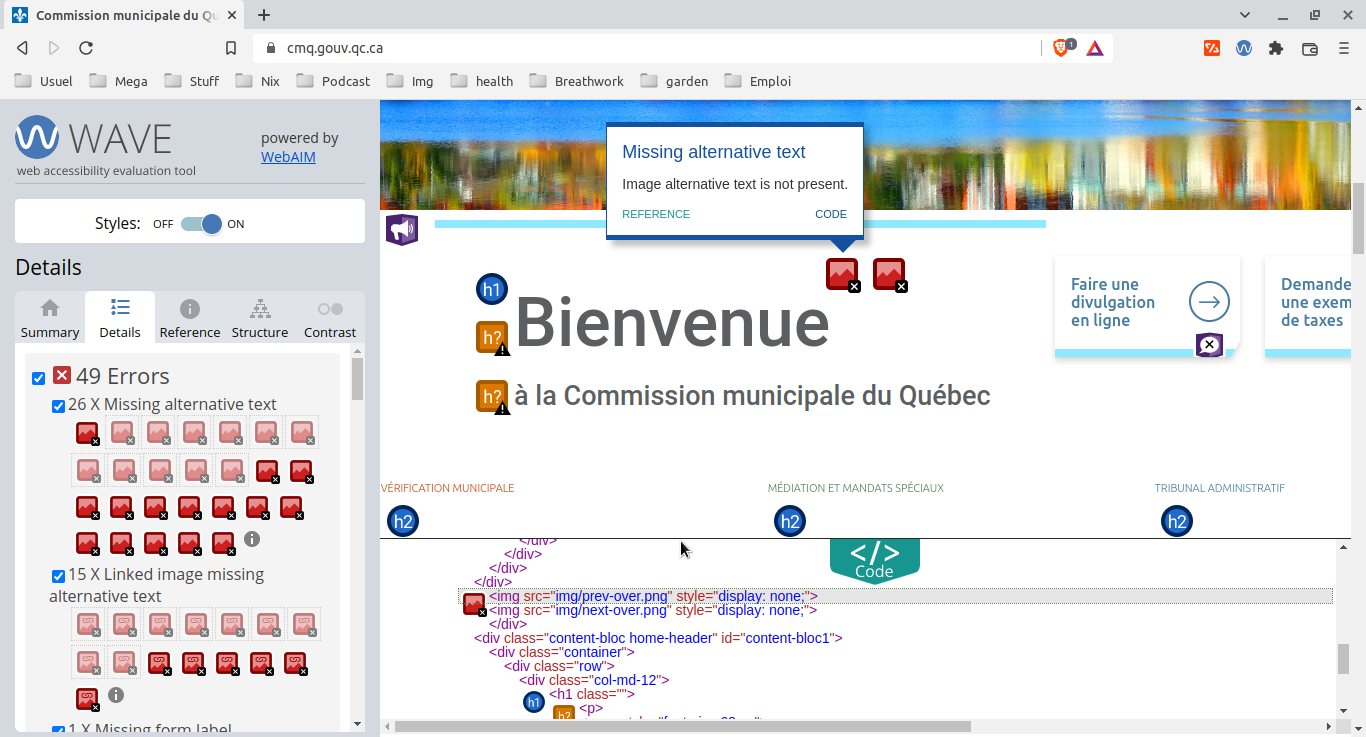 Commission municipale du Qu
cmq.gouv.qc.ca
1
Usuel
Mega
Stuff
Nix
Podcast
Img
health
Breathwork
garden
Emploi
WAVE
web accessibility evaluation tool
powered by
WebAIM
Styles:
OFF
ON
Details
Summary
Details
Reference
Structure
Contrast
49 Errors
26 X Missing alternative text
15 X Linked image missing
alternative text
1 X Missing form label
Missing alternative text
Image alternative text is not present.
REFERENCE
CODE
h1
h?
Bienvenue
h?
à la Commission municipale du Québec
Faire une
divulgation
en ligne
Demande
une exem
de taxes
VÉRIFICATION MUNICIPALE
MÉDIATION ET MANDATS SPÉCIAUX
TRIBUNAL ADMINISTRATIF
h2
h2
h2
</>
Code
</div>
</div>
</div>
</div>
<img src="img/prev-over.png" style="display: none;">
<img src="img/next-over.png" style="display: none;">
</div>
<div class="content-bloc home-header" id="content-bloc1">
<div class="container">
<div class="row">
<div class="col-md-12">
h1
<h1 class="">
h?
<p>